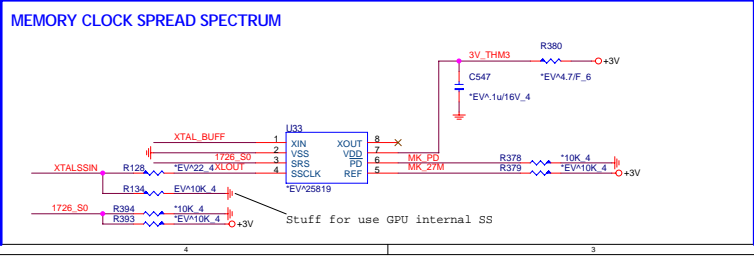 MEMORY CLOCK SPREAD SPECTRUM
3V_THM3
R380
+3V
*EV^4.7/F_6
C547
*EV^.1u/16V_4
U33
XTAL_BUFF
1
XIN
XOUT
8
2
VSS
VDD
7
1726_S0
3
SRS
PD
6
MK_PD
R378
*10K_4
XTALSSIN
R128
*EV^22_4
XLOUT
4
SSCLK
REF
5
MK_27M
R379
*EV^10K_4
+3V
*EV^25819
R134
EV^10K_4
Stuff for use GPU internal SS
1726_S0
R394
*10K_4
R393
*EV^10K_4
+3V
4
3